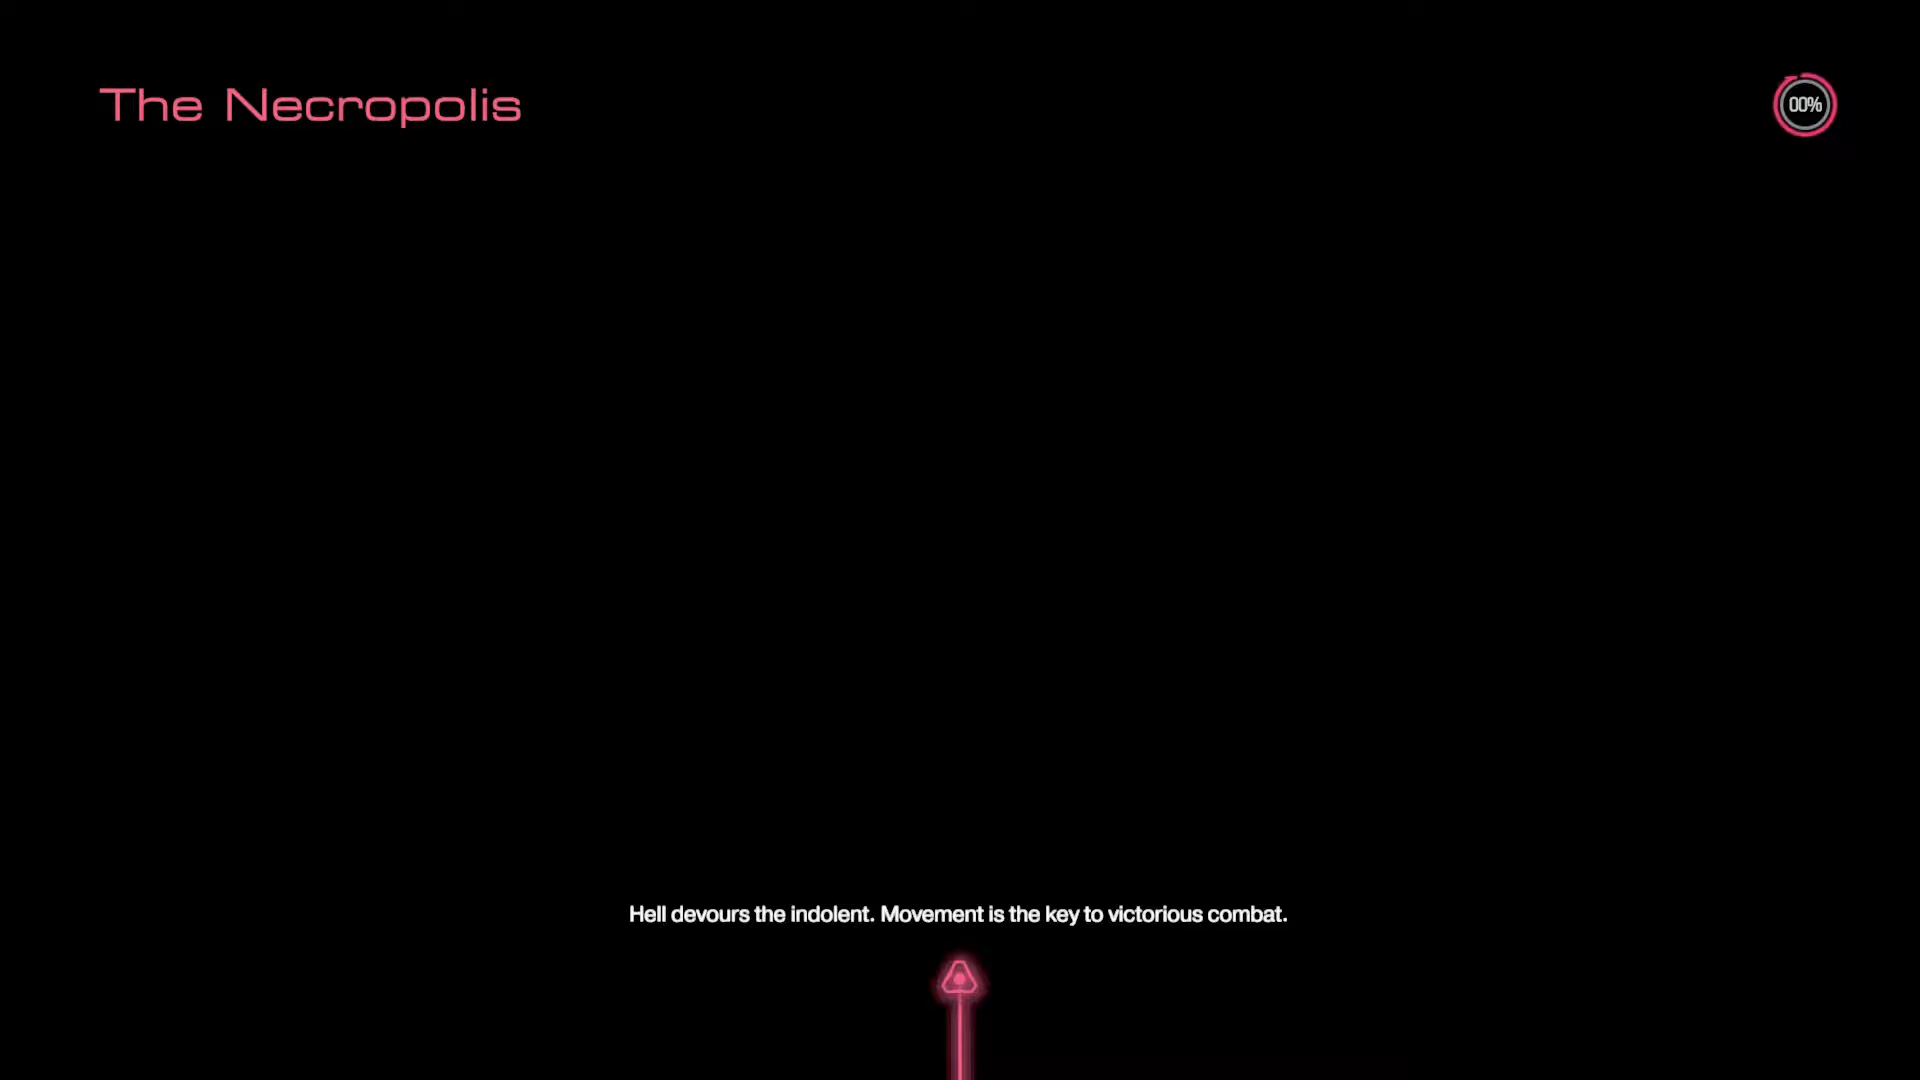 The Necropolis
00%
Hell devours the indolent. Movement is the key to victorious combat.